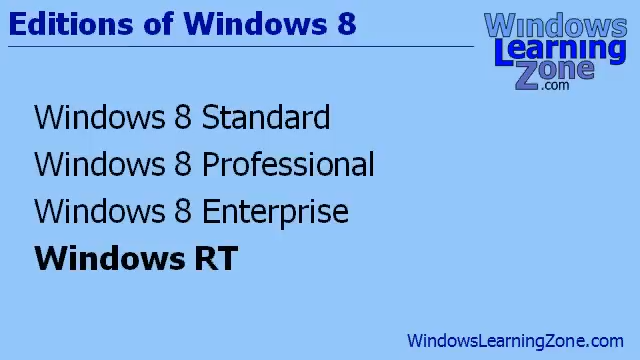 Editions of Windows 8
Windows
Learning
Zone
.com
Windows 8 Standard
Windows 8 Professional
Windows 8 Enterprise
Windows RT
WindowsLearningZone.com